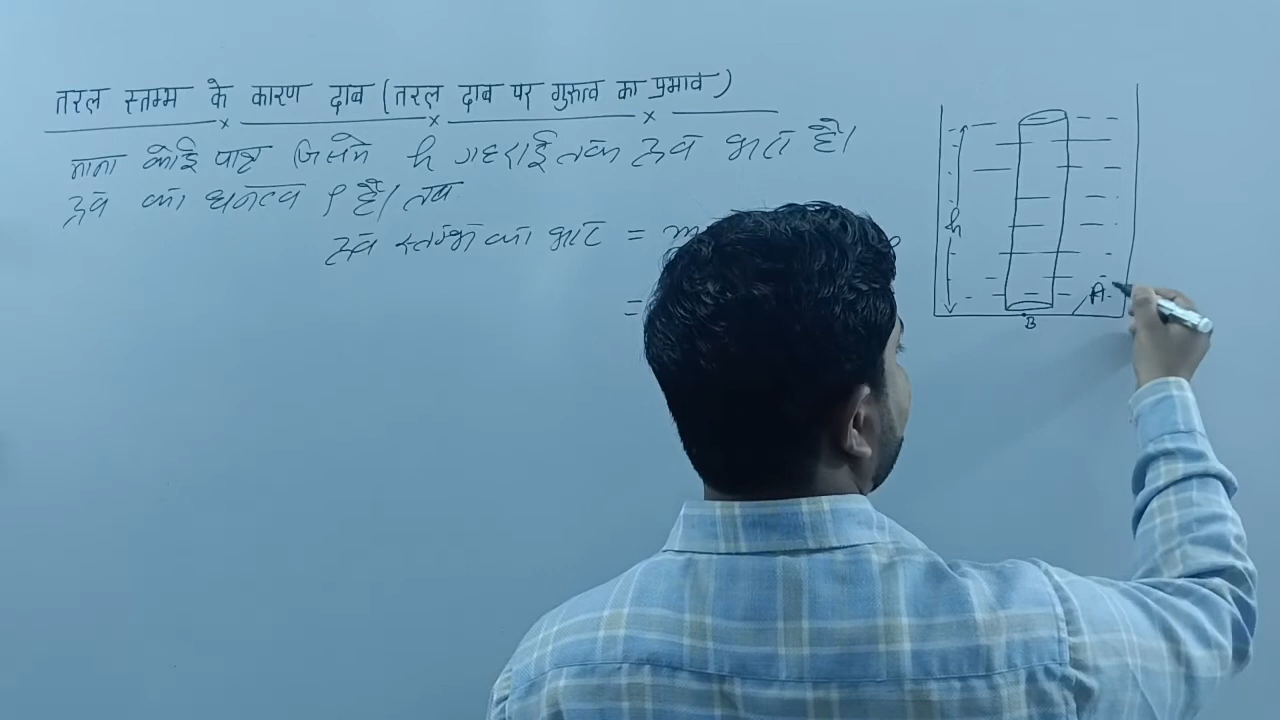 तरल स्तम्भ के कारण दाब (तरल दाब पर गुरुत्व का प्रभाव)
माना कोई पात्र जिसमे h गहराई तक द्रव भरा है।
द्रव का घनत्व ρ है। तब
द्रव स्तम्भ का भार = m
=
h
A
B